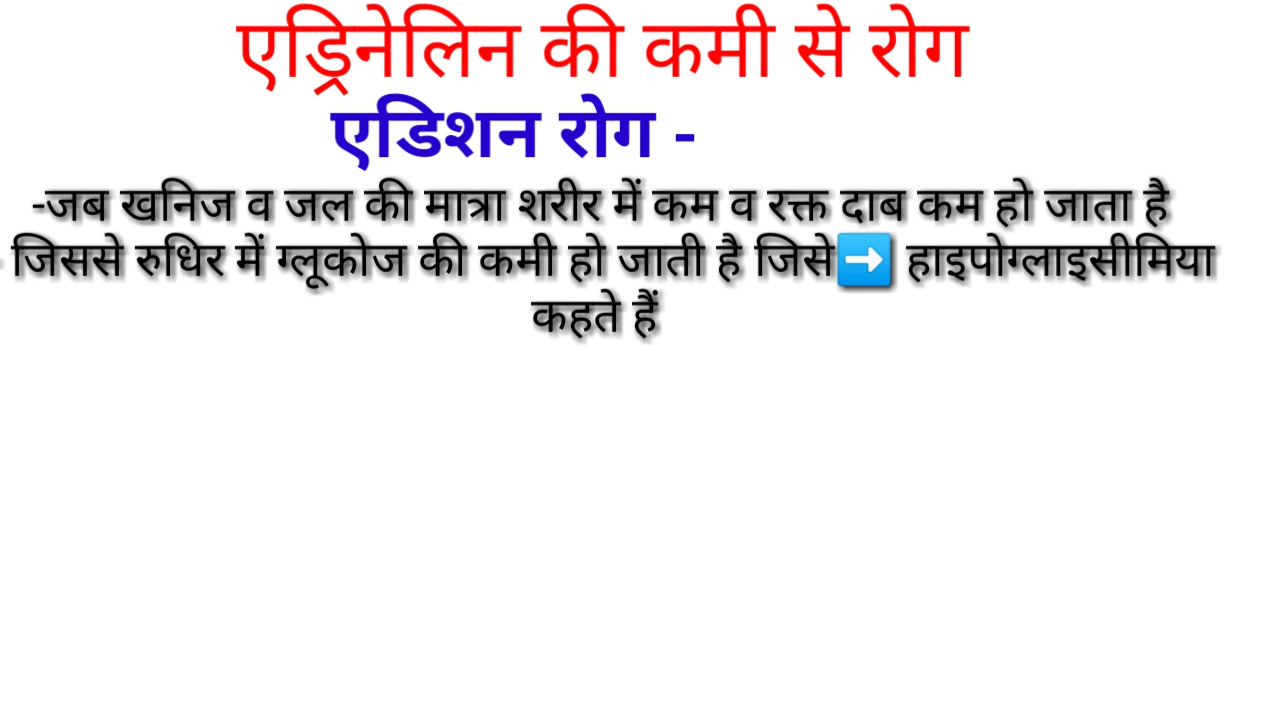 एड्रिनेलिन की कमी से रोग
एडिशन रोग -
-जब खनिज व जल की मात्रा शरीर में कम व रक्त दाब कम हो जाता है
जिससे रुधिर में ग्लूकोज की कमी हो जाती है जिसे➡️ हाइपोग्लाइसीमिया
कहते हैं